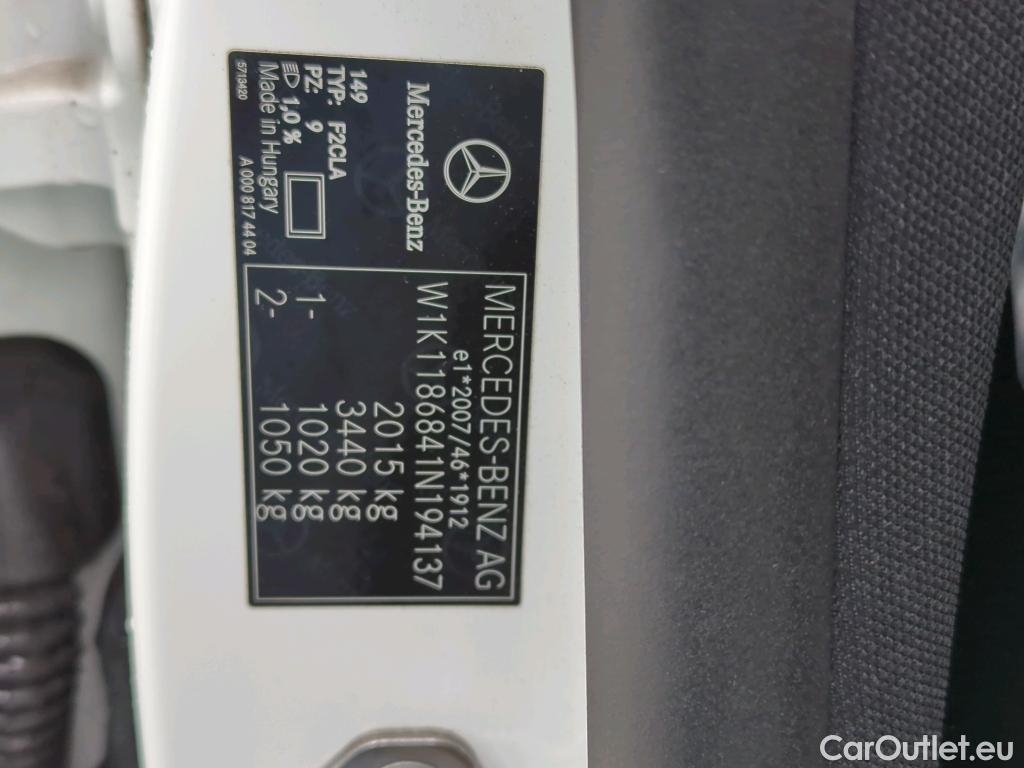 Mercedes-Benz
149
TYP: F2CLA
PZ: 9
1,0 %
Made in Hungary
5713420
A 000 817 44 04
MERCEDES-BENZ AG
e1*2007/46*1912
W1K1186841N194137
2015 kg
3440 kg
1- 1020 kg
2- 1050 kg
CarOutlet.eu